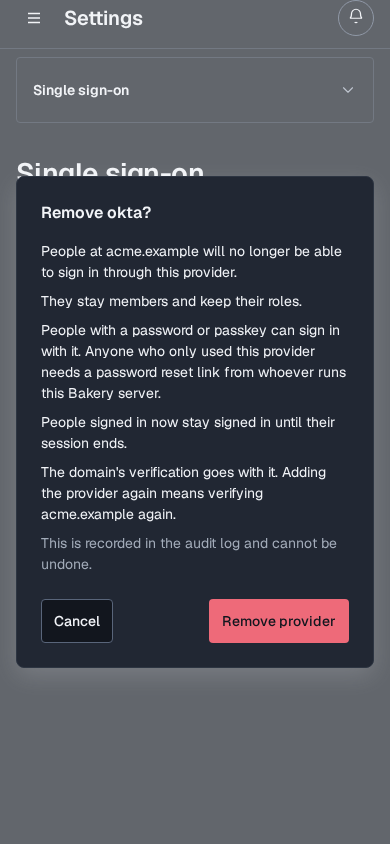 Settings
Single sign-on
Single sign-on
Remove okta?
People at acme.example will no longer be able
to sign in through this provider.
They stay members and keep their roles.
People with a password or passkey can sign in
with it. Anyone who only used this provider
needs a password reset link from whoever runs
this Bakery server.
People signed in now stay signed in until their
session ends.
The domain's verification goes with it. Adding
the provider again means verifying
acme.example again.
This is recorded in the audit log and cannot be
undone.
Cancel
Remove provider